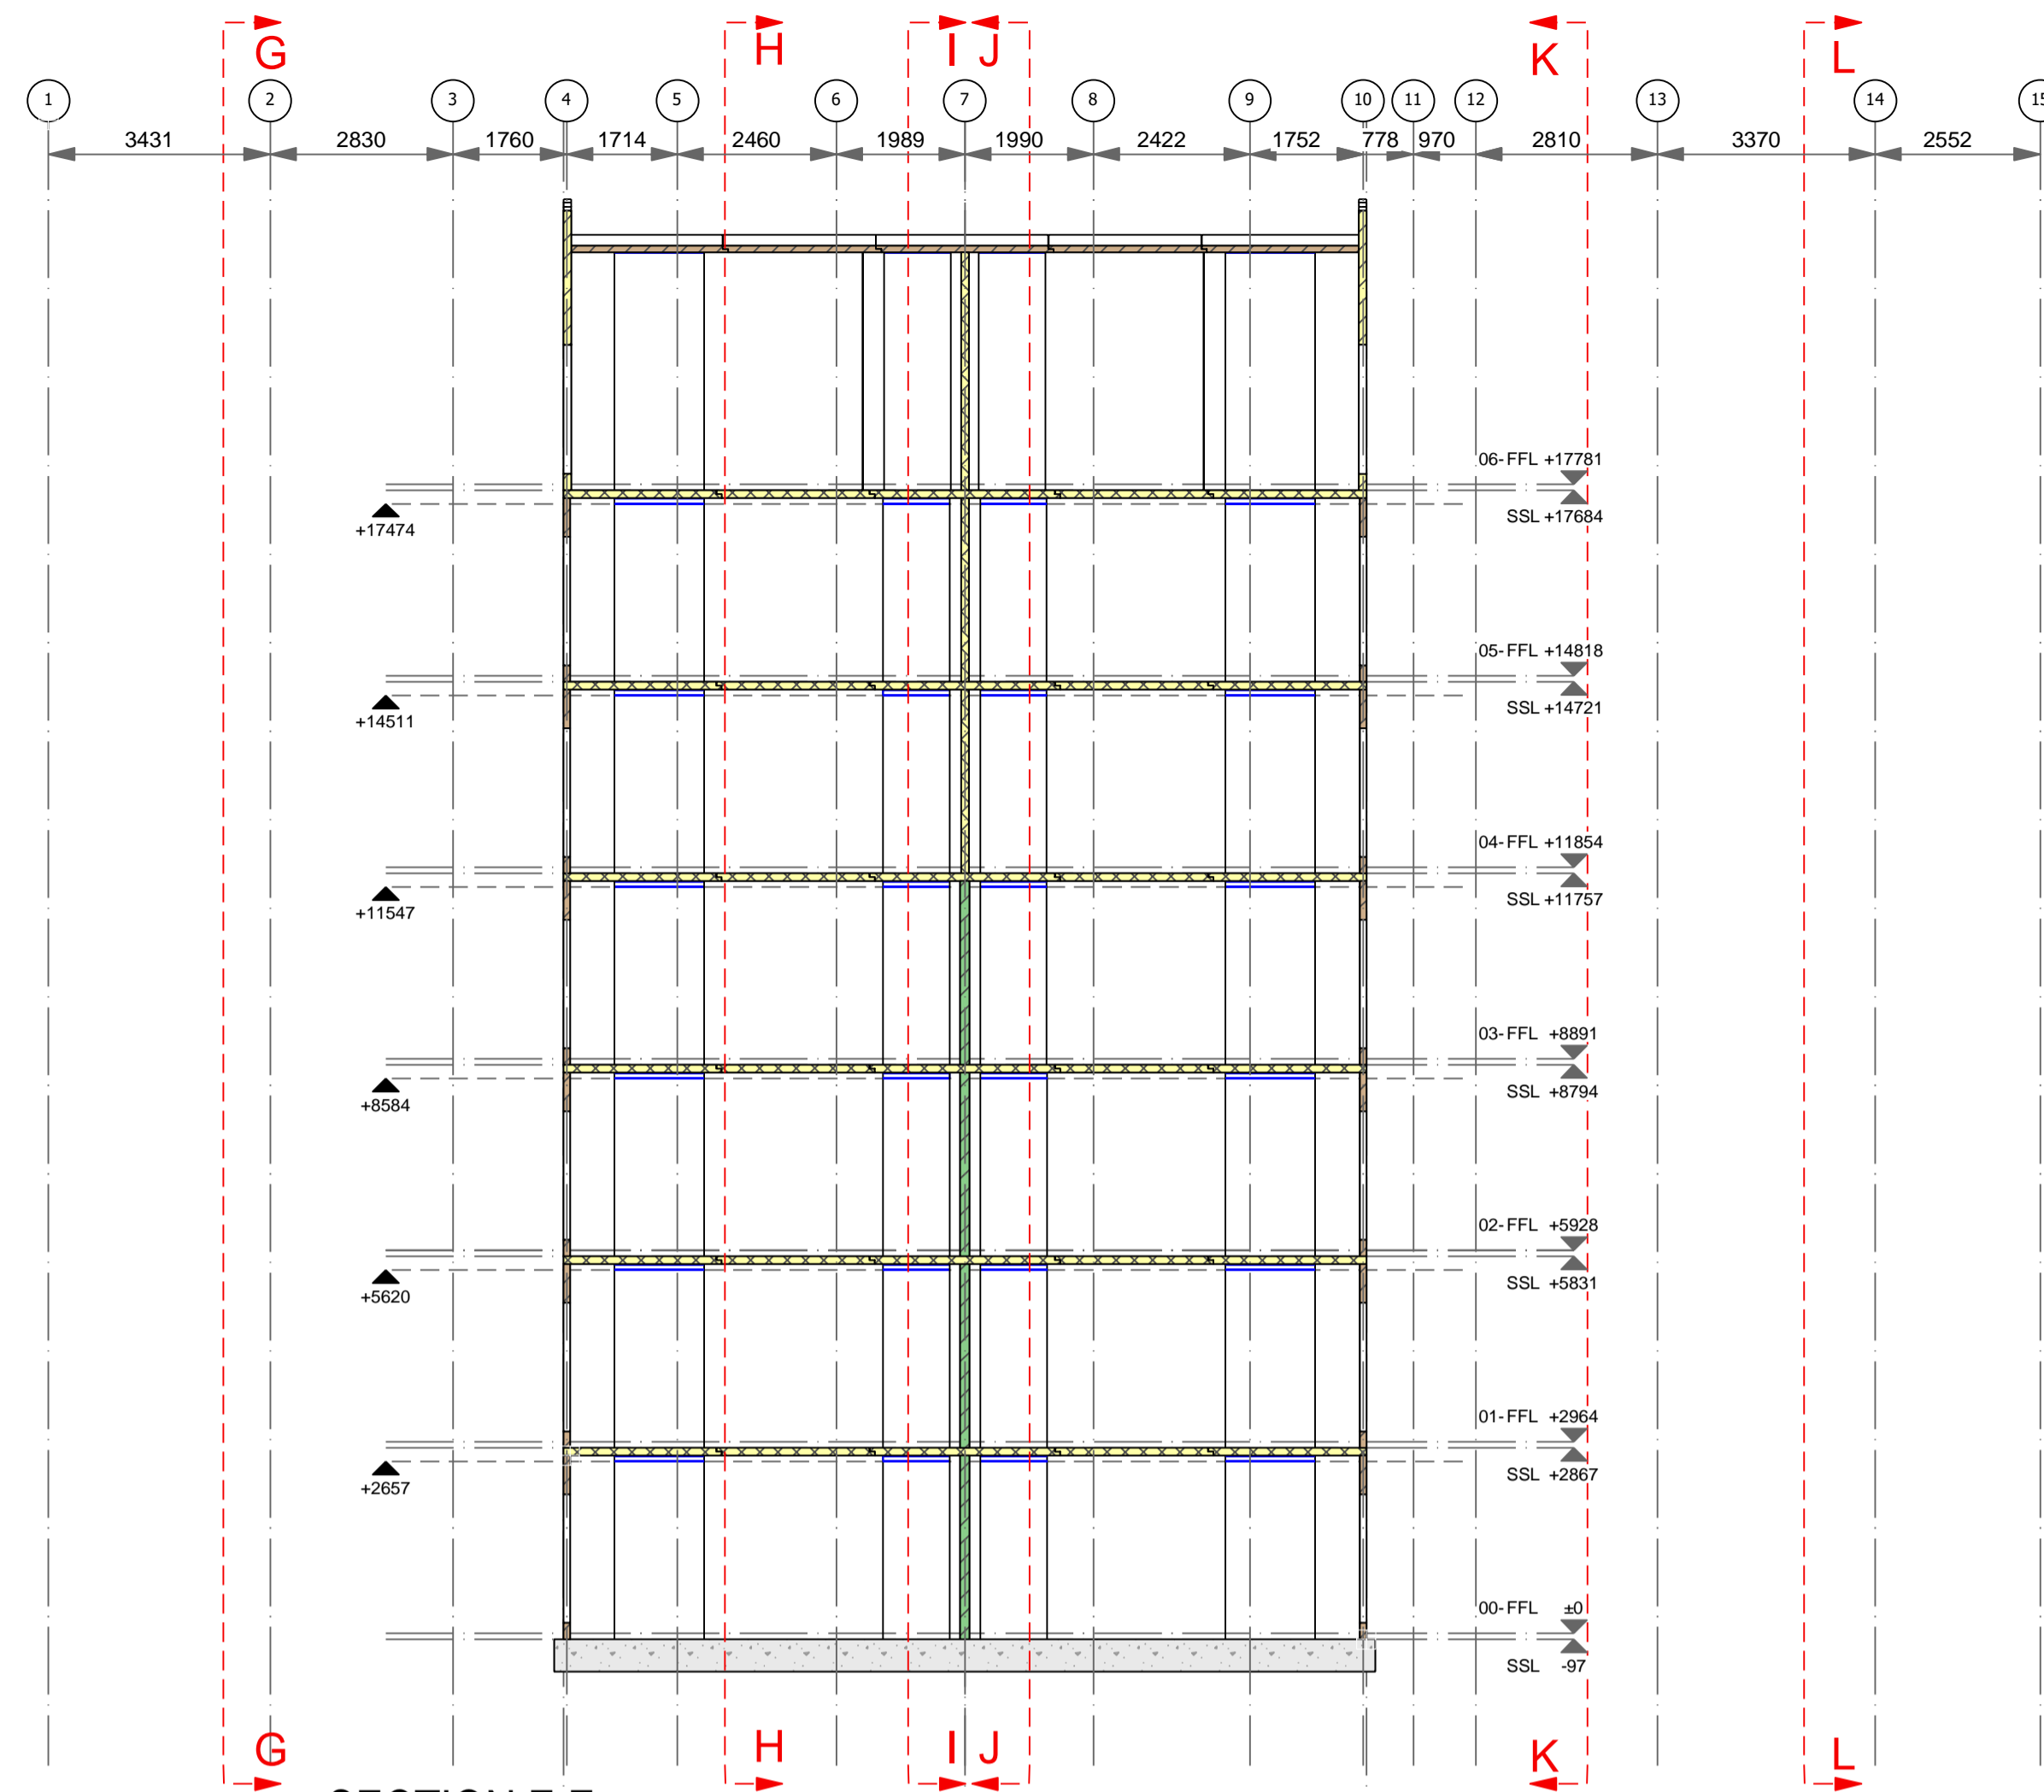 G H I J K L
1 2 3 4 5 6 7 8 9 10 11 12 13 14 15
3431 2830 1760 1714 2460 1989 1990 2422 1752 778 970 2810 3370 2552
06-FFL +17781
SSL +17684
+17474
05-FFL +14818
SSL +14721
+14511
04-FFL +11854
SSL +11757
+11547
03-FFL +8891
SSL +8794
+8584
02-FFL +5928
SSL +5831
+5620
01-FFL +2964
SSL +2867
+2657
00-FFL ±0
SSL -97
G H I J K L